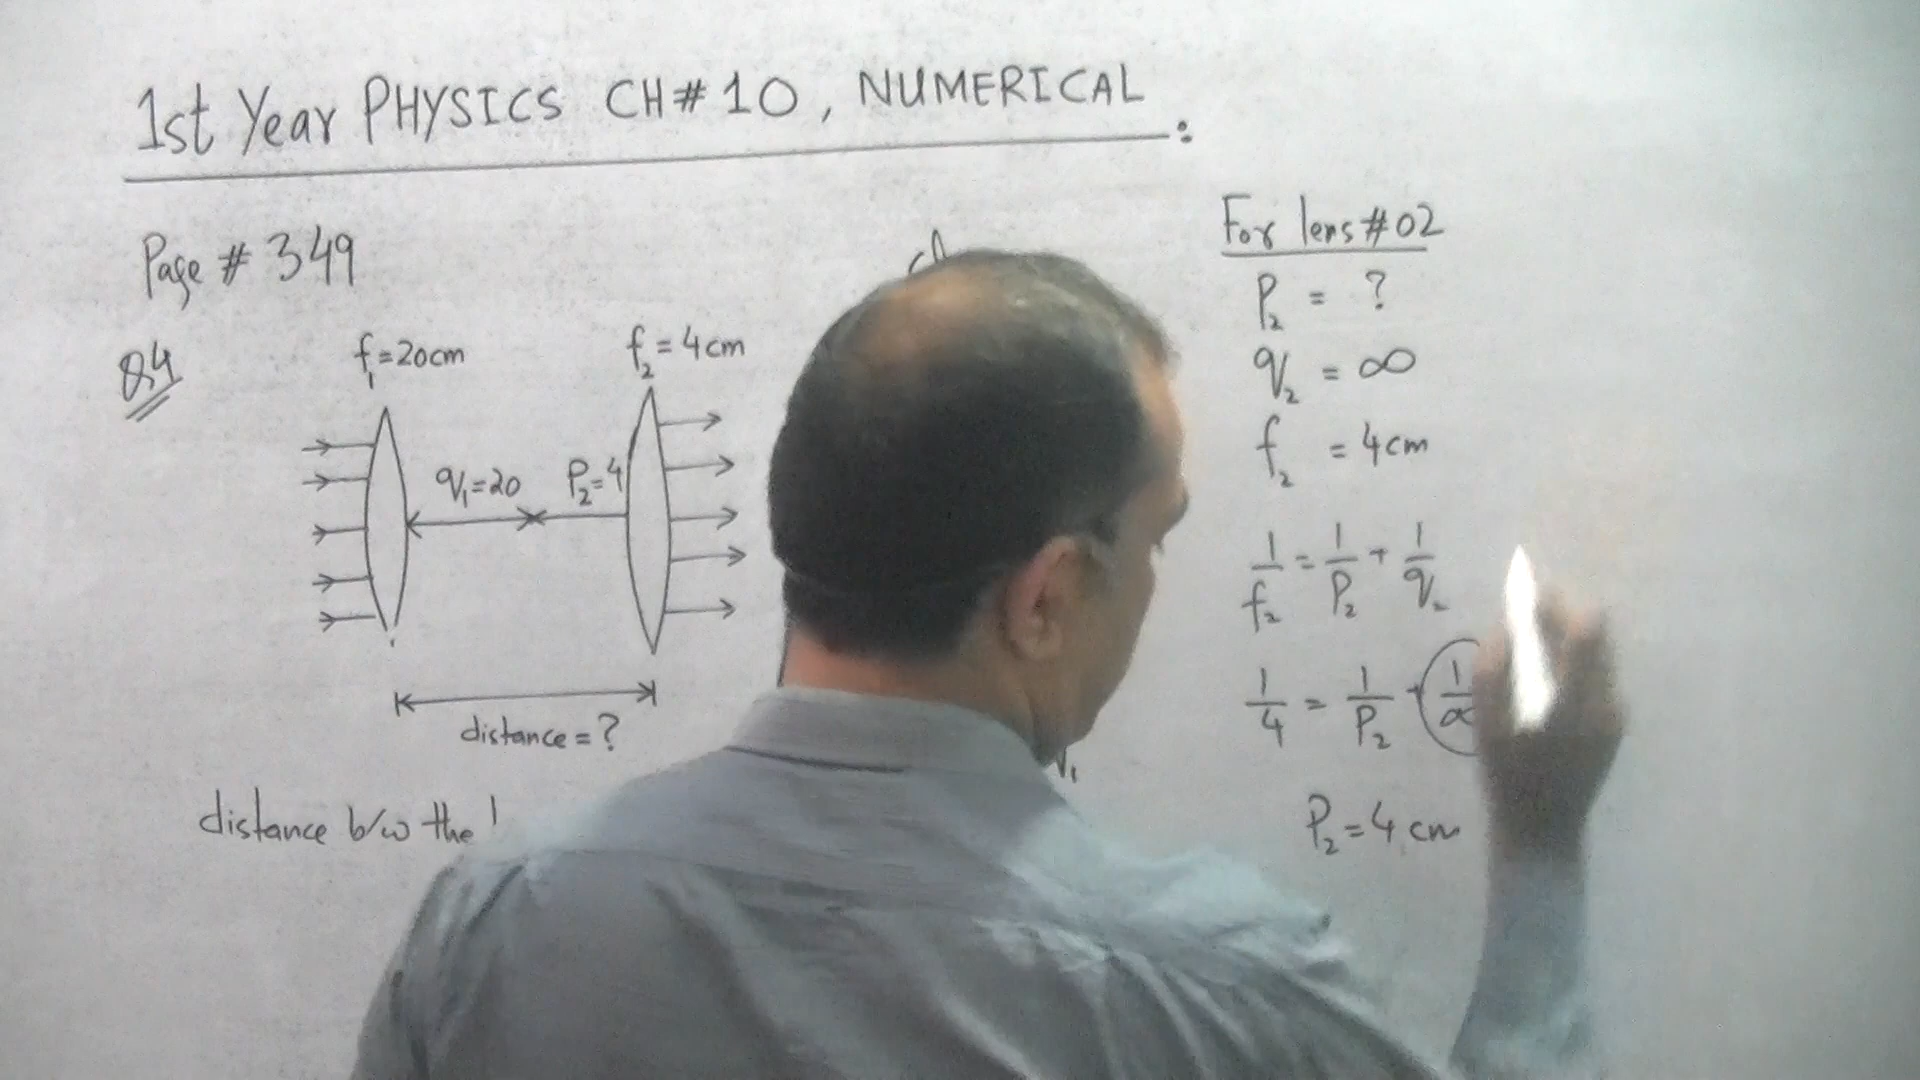 1st Year PHYSICS CH#10, NUMERICAL :
Page # 349
Q4
f₁=20cm
f₂=4cm
q₁=20
P₂=4
distance=?
distance b/w the
For lens#02
P₂ = ?
q₂ = ∞
f₂ = 4cm
1/f₂ = 1/P₂ + 1/q₂
1/4 = 1/P₂ + 1/∞
P₂=4 cm